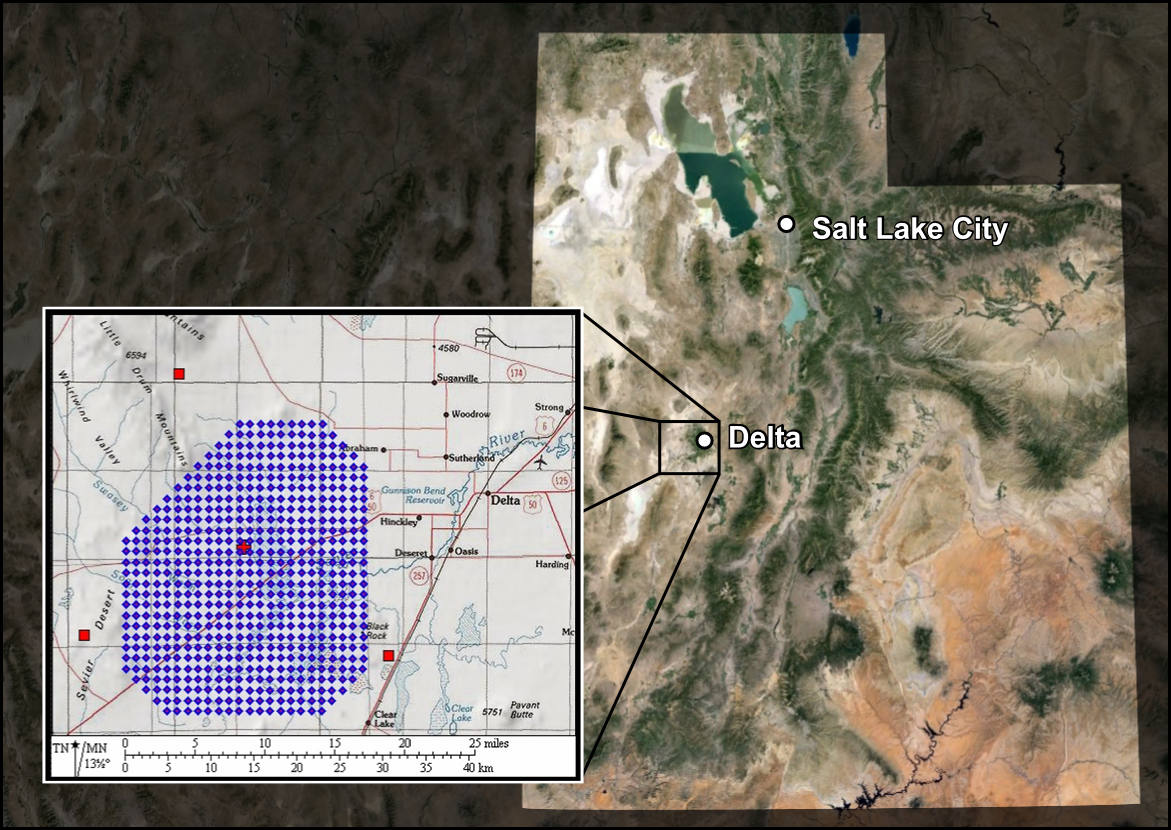 Salt Lake City
Delta
Little
ntains
6594
Drum
Mountains
Whirlwind
Valley
Swasey
4580
174
Sugarville
Woodrow
Strong
6
Abraham
Sutherland
River
125
Gunnison Bend
Reservoir
Delta
50
50
Hinckley
Deseret
Oasis
Harding
257
Sevier
Desert
Black
Rock
Mc
Clear
Lake
Clear
Lake
5751
Pavant
Butte
TN MN
13½°
0 5 10 15 20 25 miles
0 5 10 15 20 25 30 35 40 km